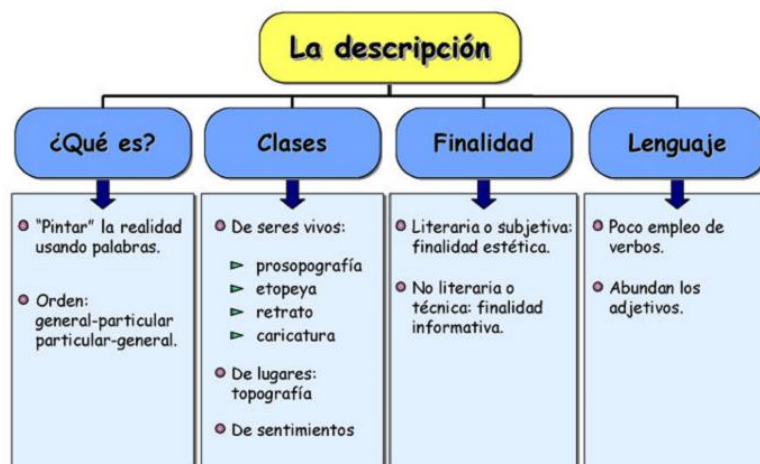 La descripción
¿Qué es?
"Pintar" la realidad
usando palabras.
Orden:
general-particular
particular-general.
Clases
De seres vivos:
prosopografía
etopeya
retrato
caricatura
De lugares:
topografía
De sentimientos
Finalidad
Literaria o subjetiva:
finalidad estética.
No literaria o
técnica: finalidad
informativa.
Lenguaje
Poco empleo de
verbos.
Abundan los
adjetivos.